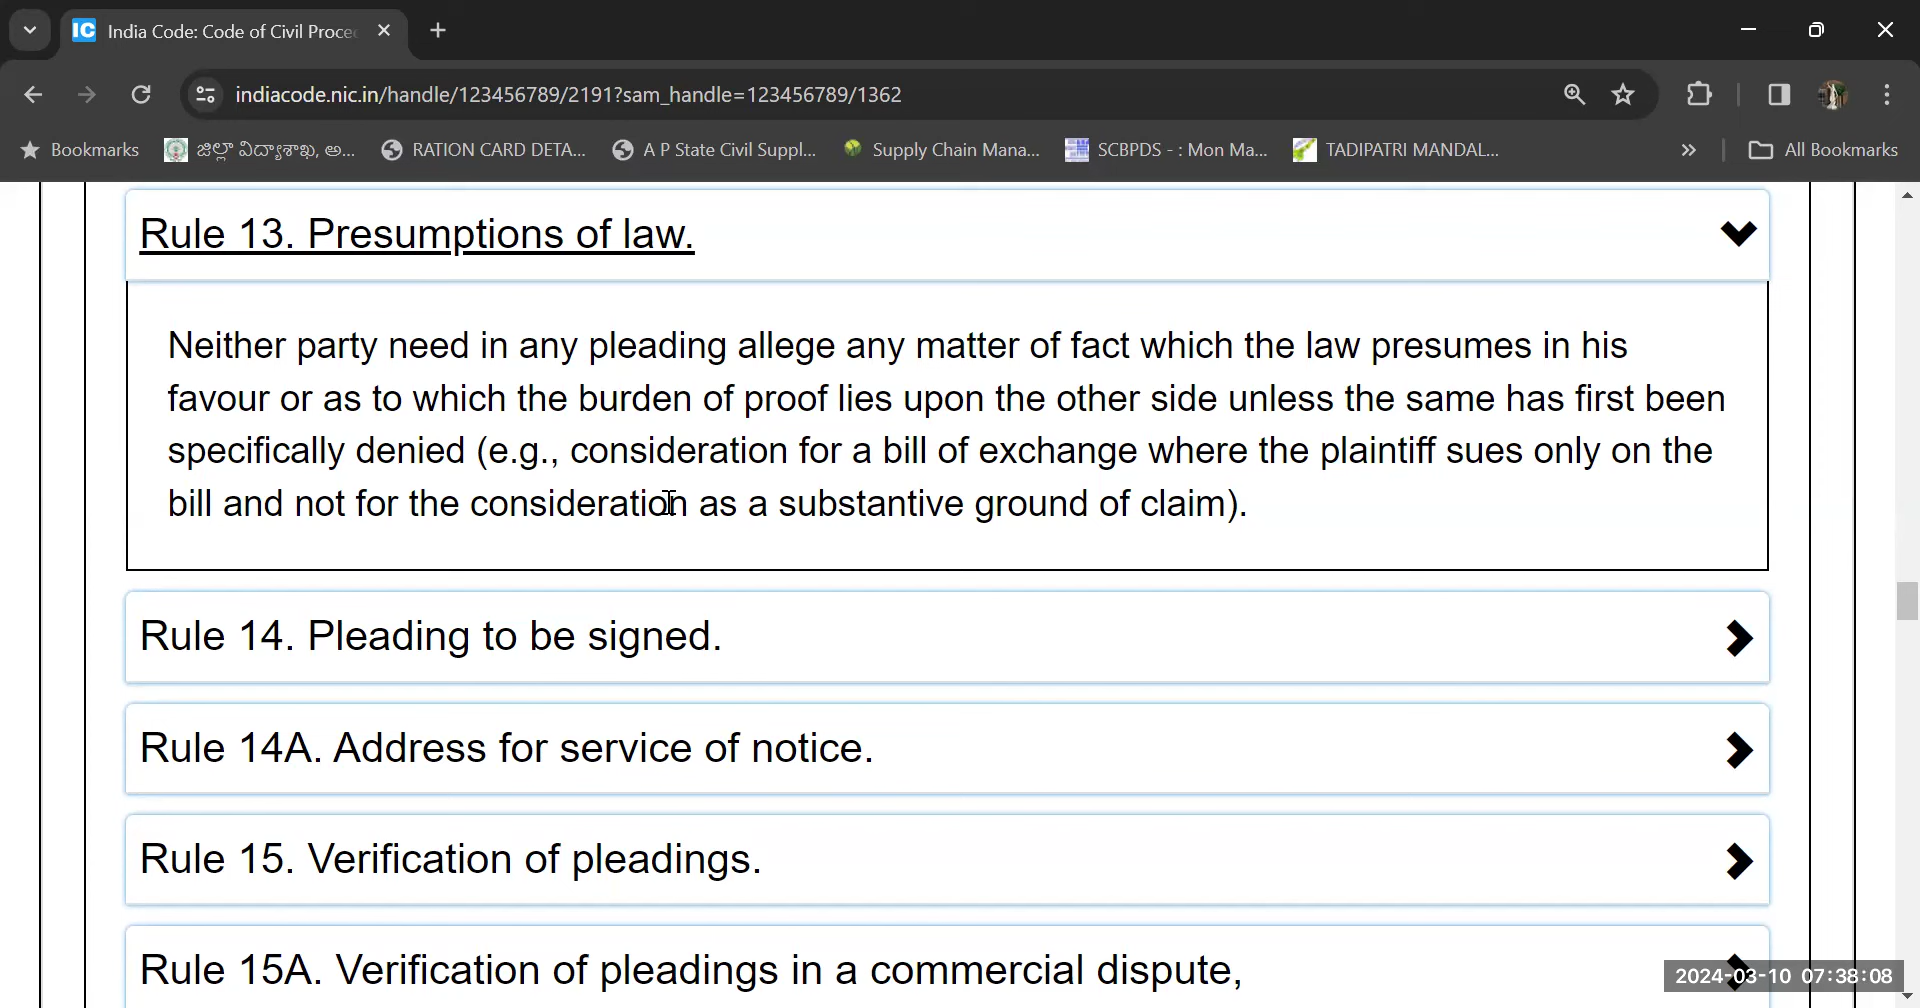 India Code: Code of Civil Proce
indiacode.nic.in/handle/123456789/2191?sam_handle=123456789/1362
Bookmarks
జిల్లా విద్యాశాఖ, అ...
RATION CARD DETA...
A P State Civil Suppl...
Supply Chain Mana...
SCBPDS - : Mon Ma...
TADIPATRI MANDAL...
»
All Bookmarks
Rule 13. Presumptions of law.
Neither party need in any pleading allege any matter of fact which the law presumes in his
favour or as to which the burden of proof lies upon the other side unless the same has first been
specifically denied (e.g., consideration for a bill of exchange where the plaintiff sues only on the
bill and not for the consideration as a substantive ground of claim).
Rule 14. Pleading to be signed.
Rule 14A. Address for service of notice.
Rule 15. Verification of pleadings.
Rule 15A. Verification of pleadings in a commercial dispute,
2024-03-10 07:38:08